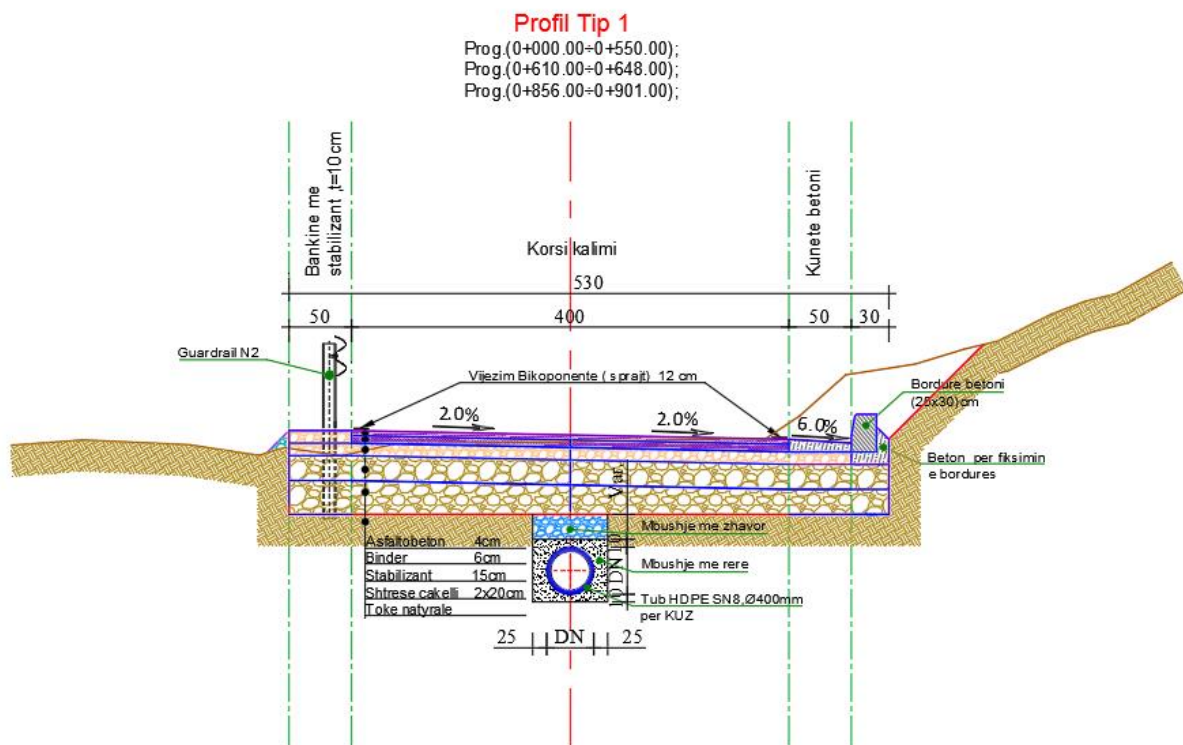 Profil Tip 1
Prog.(0+000.00÷0+550.00);
Prog.(0+610.00÷0+648.00);
Prog.(0+856.00÷0+901.00);
Bankine me
stabilizant ,t=10cm
Korsi kalimi
Kunete betoni
530
50
400
50
30
Guardrail N2
Vijezim Bikoponente ( sprajt) 12 cm
Bordure betoni
(25x30)cm
2.0%
2.0%
6.0%
Beton per fiksimin
e bordures
Var.
Mbushje me zhavor
Asfaltobeton 4cm
Binder 6cm
Stabilizant 15cm
Shtrese cakelli 2x20cm
Toke natyrale
10
DN
10
Mbushje me rere
Tub HDPE SN8,Ø400mm
per KUZ
25
DN
25